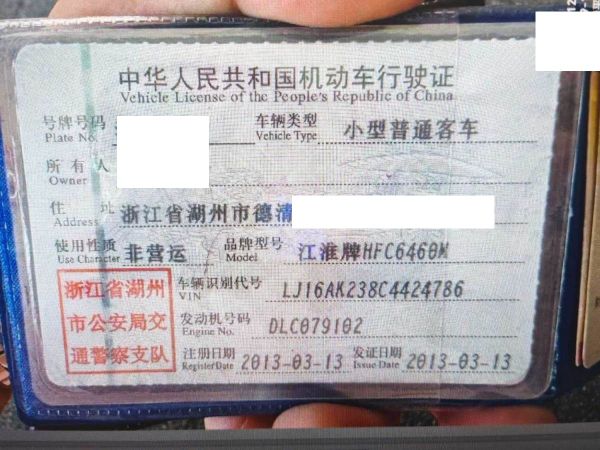 中华人民共和国机动车行驶证
Vehicle License of the People's Republic of China
号牌号码 车辆类型 小型普通客车
Plate No. Vehicle Type
所有人
Owner
住址 浙江省湖州市德清
Address
使用性质 非营运 品牌型号 江淮牌HFC6460M
Use Character Model
浙江省湖州
市公安局交
通警察支队
车辆识别代号 LJ16AK238C4424786
VIN
发动机号码 DLC079102
Engine No.
注册日期 2013-03-13 发证日期 2013-03-13
Register Date Issue Date